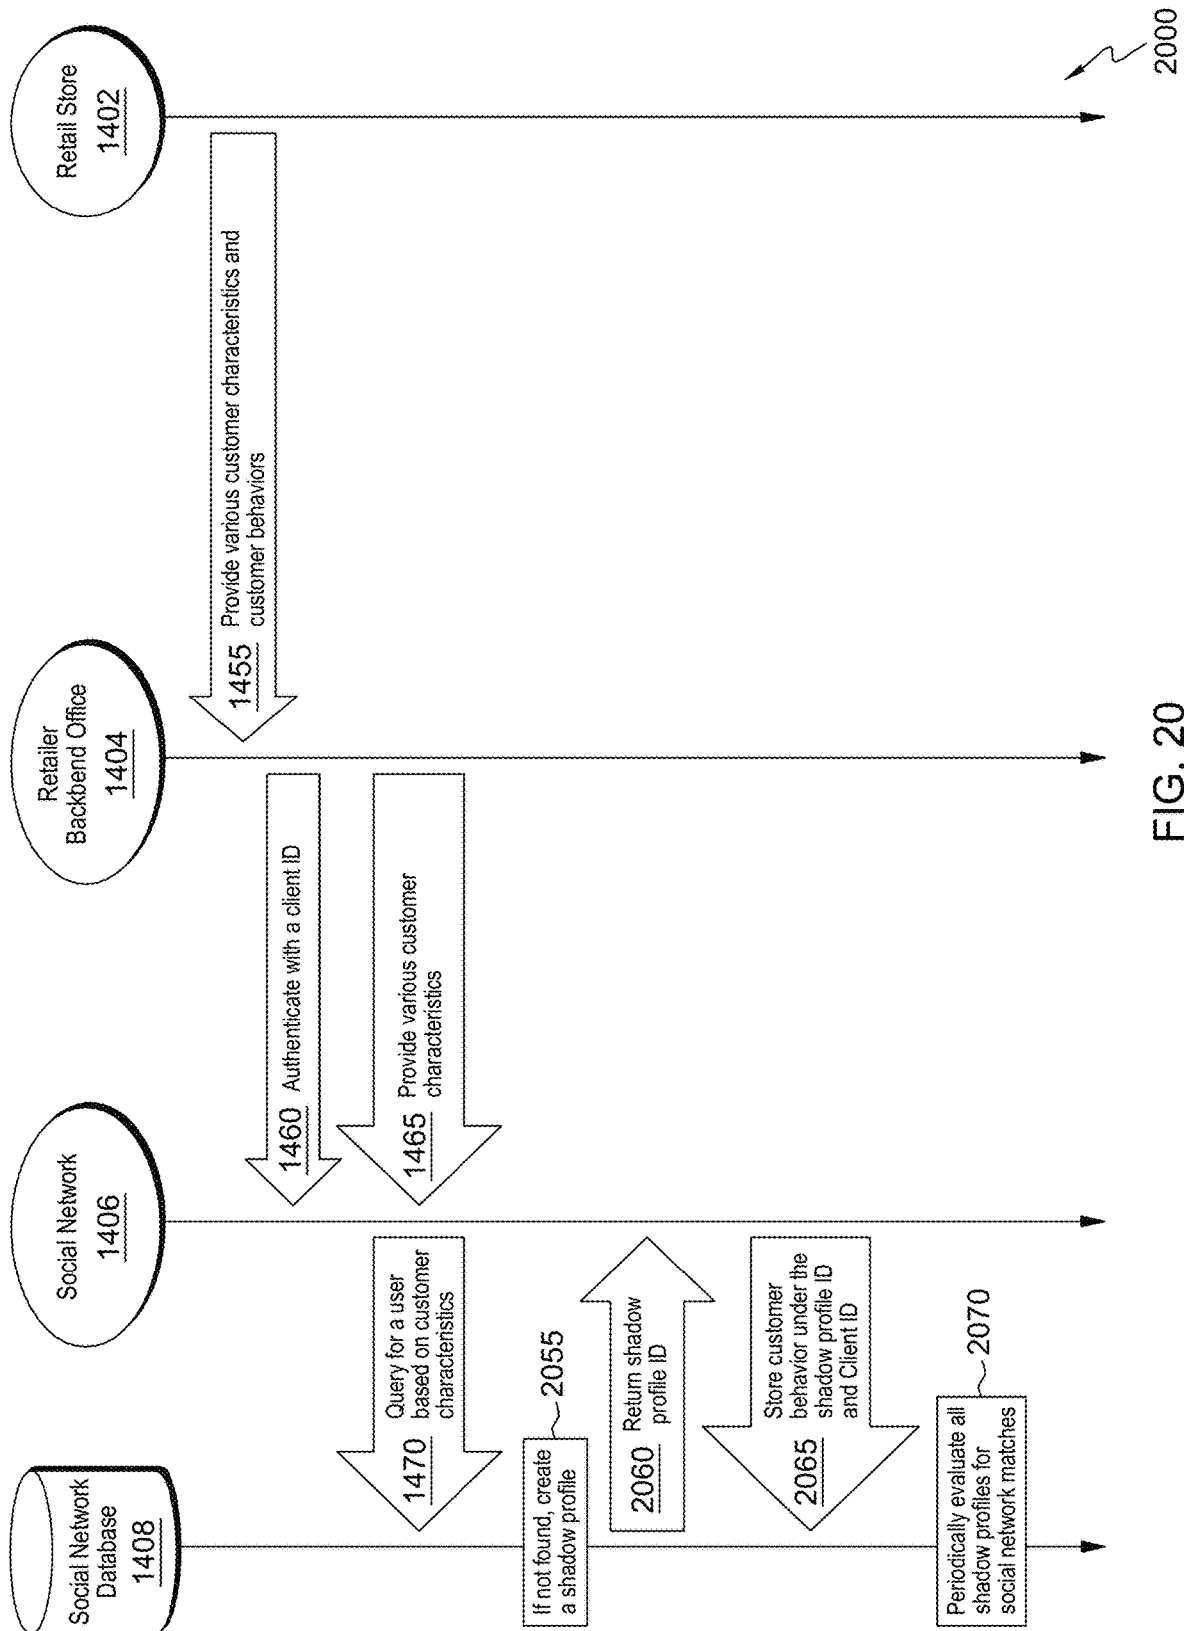 Social Network
Database
1408
Social Network
1406
Retailer
Backbend Office
1404
Retail Store
1402
1455 Provide various customer characteristics and
customer behaviors
1460 Authenticate with a client ID
1465 Provide various customer
characteristics
1470 Query for a user
based on customer
characteristics
If not found, create
a shadow profile
2055
2060 Return shadow
profile ID
2065 Store customer
behavior under the
shadow profile ID
and Client ID
Periodically evaluate all
shadow profiles for
social network matches
2070
2000
FIG. 20